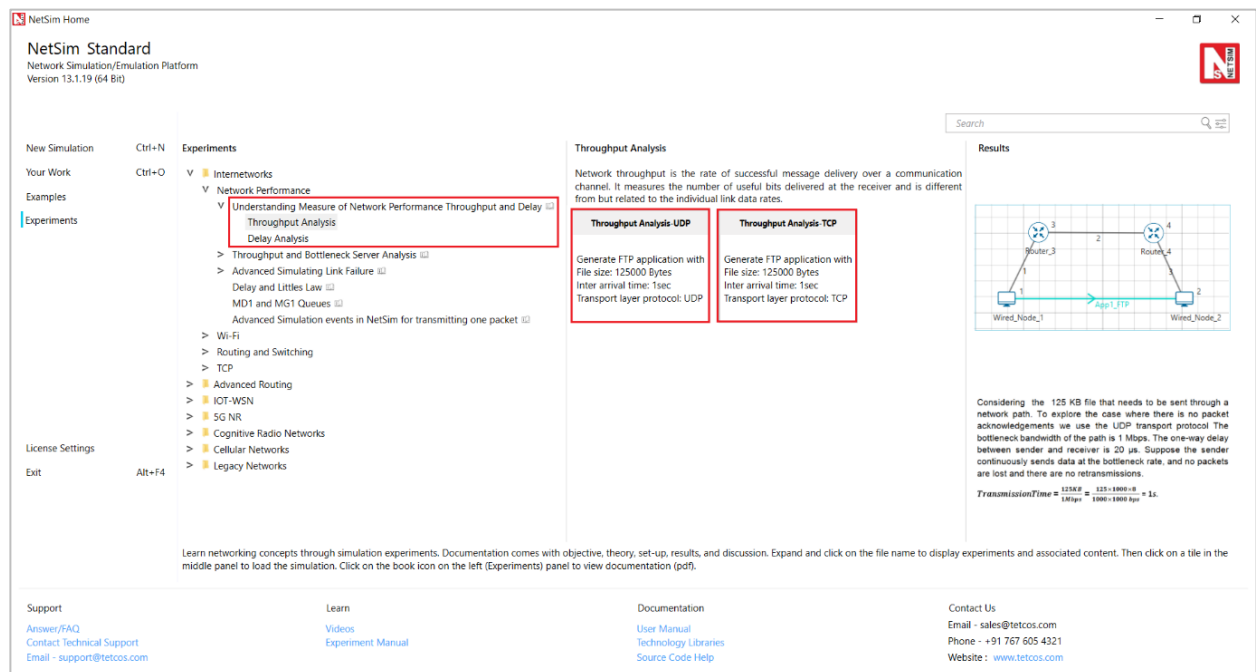 NetSim Home
NetSim Standard
Network Simulation/Emulation Platform
Version 13.1.19 (64 Bit)
NETSIM
Search
New Simulation Ctrl+N
Your Work Ctrl+O
Examples
Experiments
License Settings
Exit Alt+F4
Experiments
Internetworks
Network Performance
Understanding Measure of Network Performance Throughput and Delay
Throughput Analysis
Delay Analysis
Throughput and Bottleneck Server Analysis
Advanced Simulating Link Failure
Delay and Littles Law
MD1 and MG1 Queues
Advanced Simulation events in NetSim for transmitting one packet
Wi-Fi
Routing and Switching
TCP
Advanced Routing
IOT-WSN
5G NR
Cognitive Radio Networks
Cellular Networks
Legacy Networks
Throughput Analysis
Network throughput is the rate of successful message delivery over a communication
channel. It measures the number of useful bits delivered at the receiver and is different
from but related to the individual link data rates.
Throughput Analysis-UDP
Generate FTP application with
File size: 125000 Bytes
Inter arrival time: 1sec
Transport layer protocol: UDP
Throughput Analysis-TCP
Generate FTP application with
File size: 125000 Bytes
Inter arrival time: 1sec
Transport layer protocol: TCP
Results
3
4
2
Router_3
Router_4
1
3
1
2
App1_FTP
Wired_Node_1
Wired_Node_2
Considering the 125 KB file that needs to be sent through a
network path. To explore the case where there is no packet
acknowledgements we use the UDP transport protocol The
bottleneck bandwidth of the path is 1 Mbps. The one-way delay
between sender and receiver is 20 µs. Suppose the sender
continuously sends data at the bottleneck rate, and no packets
are lost and there are no retransmissions.
TransmissionTime = 125KB/1Mbps = 125×1000×8/1000×1000 bps = 1s.
Learn networking concepts through simulation experiments. Documentation comes with objective, theory, set-up, results, and discussion. Expand and click on the file name to display experiments and associated content. Then click on a tile in the
middle panel to load the simulation. Click on the book icon on the left (Experiments) panel to view documentation (pdf).
Support
Answer/FAQ
Contact Technical Support
Email - support@tetcos.com
Learn
Videos
Experiment Manual
Documentation
User Manual
Technology Libraries
Source Code Help
Contact Us
Email - sales@tetcos.com
Phone - +91 767 605 4321
Website : www.tetcos.com